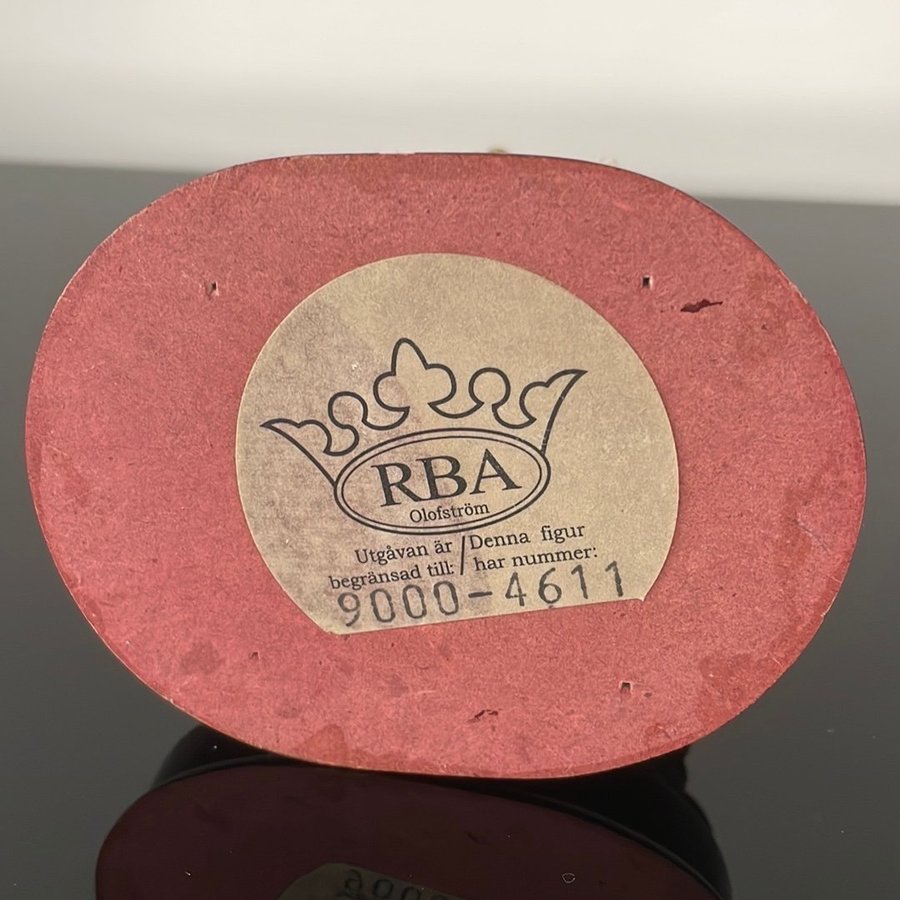 RBA
Olofström
Utgåvan är / Denna figur
begränsad till: har nummer:
9000-4611